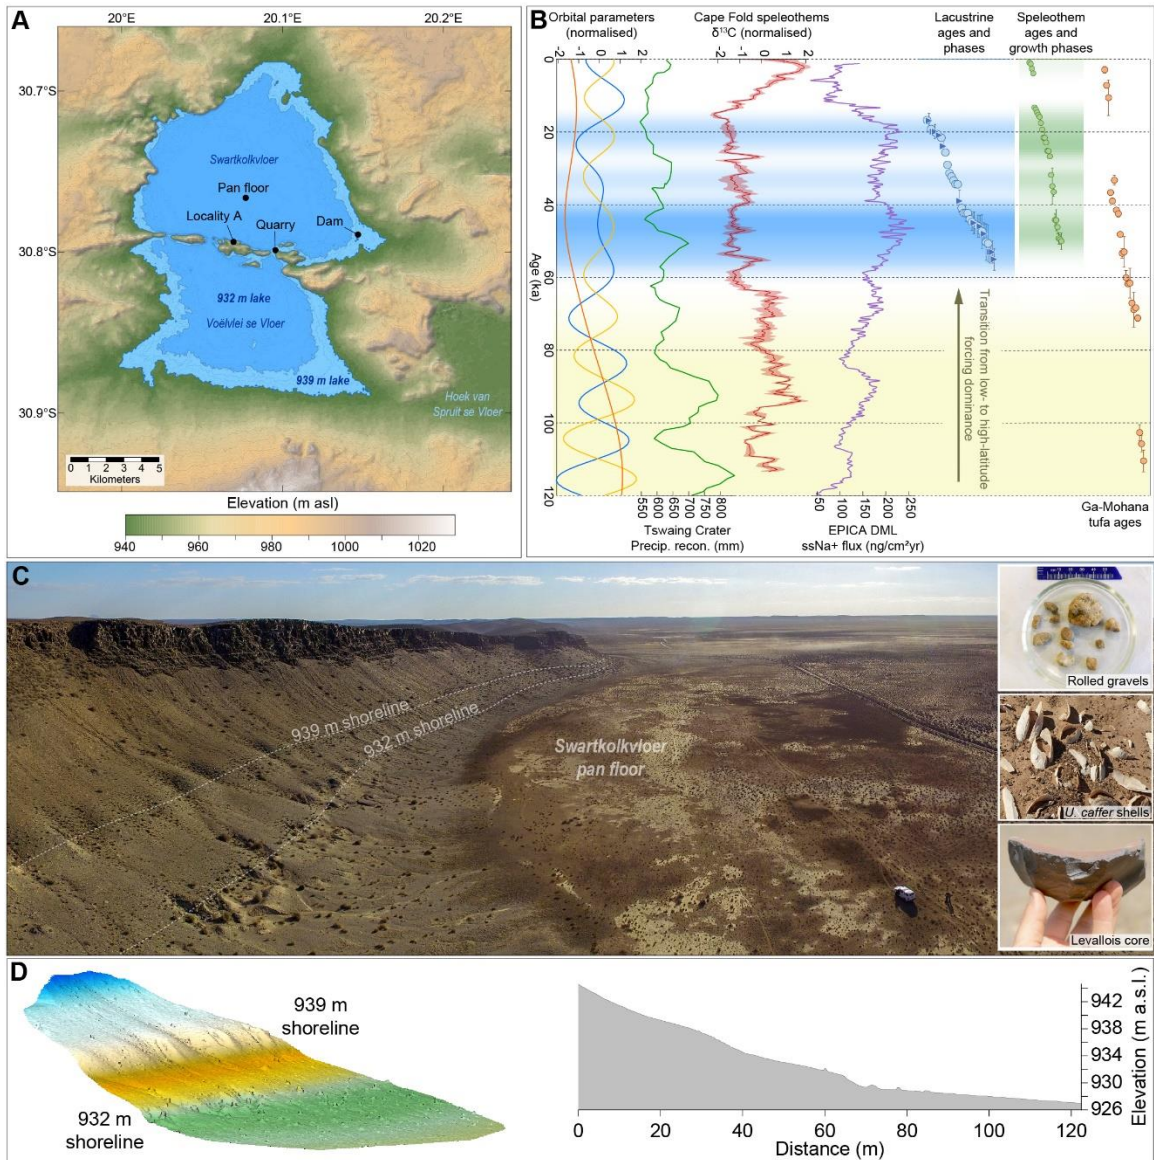 A
20°E
20.1°E
20.2°E
30.7°S
30.8°S
30.9°S
Swartkolkvloer
Pan floor
Locality A
Quarry
Dam
932 m lake
Voëlvlei se Vloer
939 m lake
Hoek van
Spruit se Vloer
0 1 2 3 4 5
Kilometers
Elevation (m asl)
940 960 980 1000 1020
B
Orbital parameters
(normalised)
-2 -1 0 1 2
Cape Fold speleothems
δ¹³C (normalised)
-2 -1 0 1 2
Lacustrine
ages and
phases
Speleothem
ages and
growth phases
0
20
40
60
80
100
120
Age (ka)
Transition from low- to high-latitude
forcing dominance
550 600 650 700 750 800
Tswaing Crater
Precip. recon. (mm)
50 100 150 200 250
EPICA DML
ssNa+ flux (ng/cm²yr)
Ga-Mohana
tufa ages
C
939 m shoreline
932 m shoreline
Swartkolkvloer
pan floor
Rolled gravels
U. caffer shells
Levallois core
D
939 m
shoreline
932 m
shoreline
942
938
934
930
926
Elevation (m a.s.l.)
0 20 40 60 80 100 120
Distance (m)